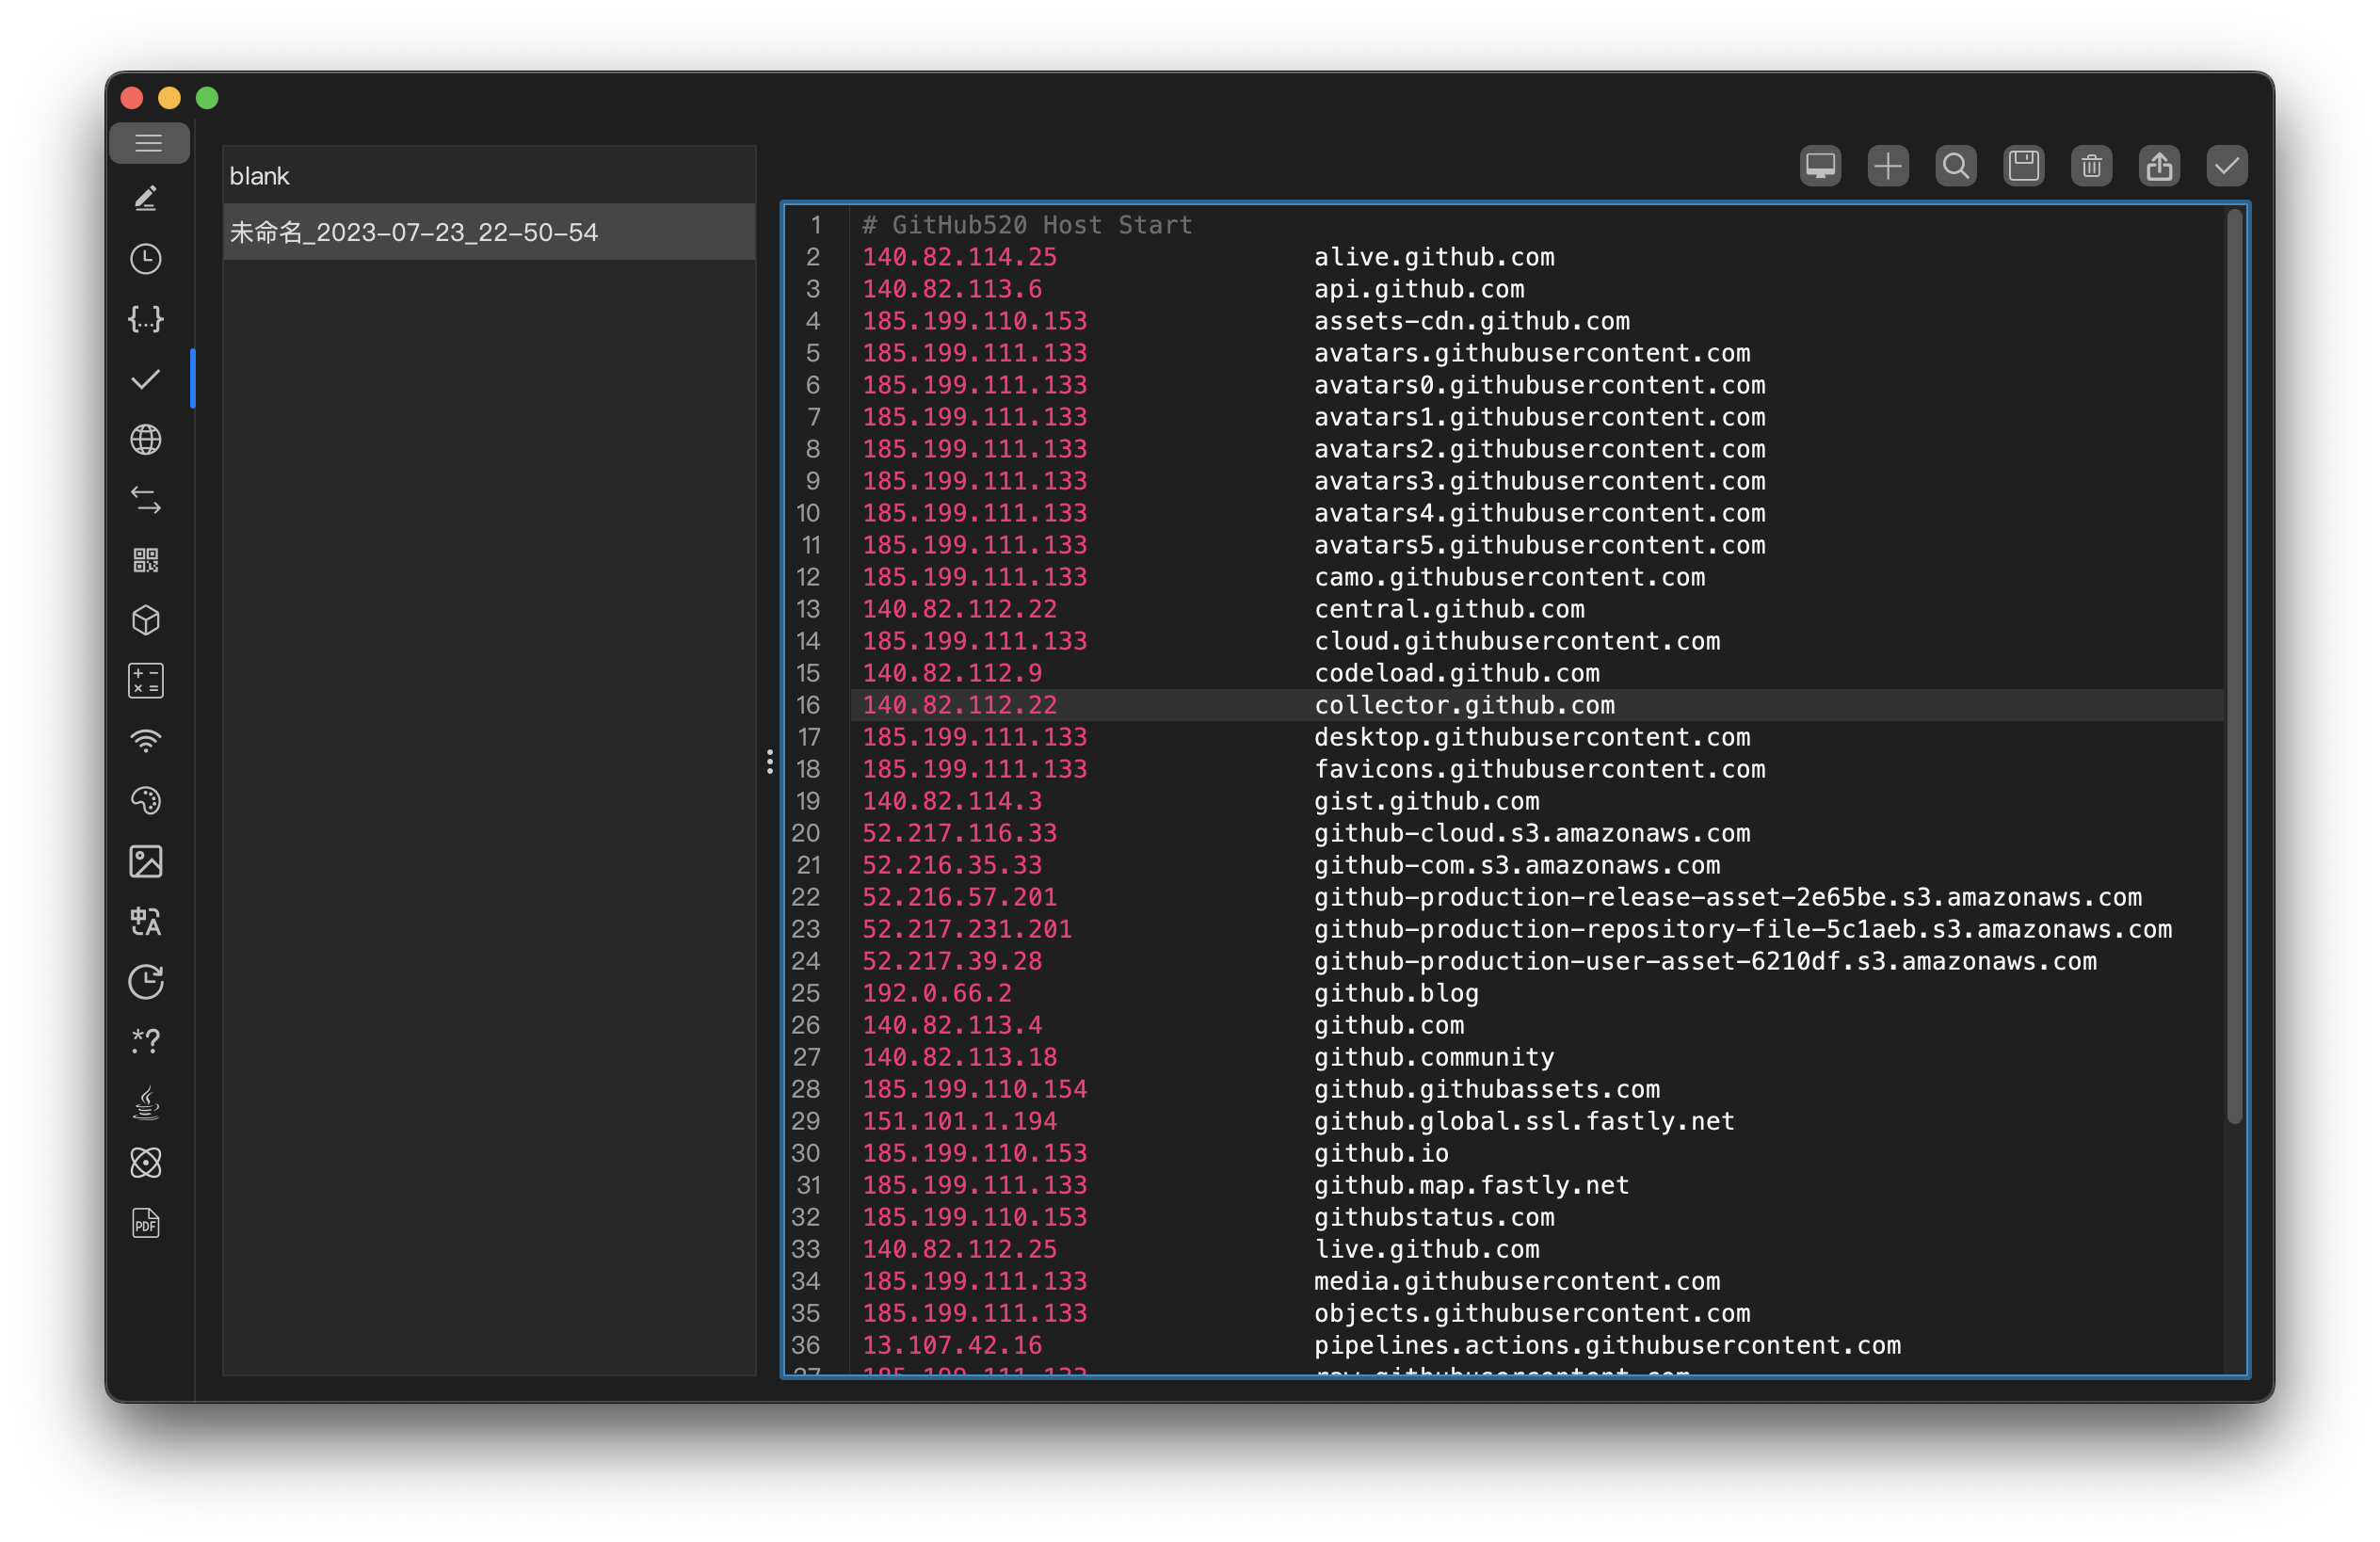 blank
未命名_2023-07-23_22-50-54
1 # GitHub520 Host Start
2 140.82.114.25 alive.github.com
3 140.82.113.6 api.github.com
4 185.199.110.153 assets-cdn.github.com
5 185.199.111.133 avatars.githubusercontent.com
6 185.199.111.133 avatars0.githubusercontent.com
7 185.199.111.133 avatars1.githubusercontent.com
8 185.199.111.133 avatars2.githubusercontent.com
9 185.199.111.133 avatars3.githubusercontent.com
10 185.199.111.133 avatars4.githubusercontent.com
11 185.199.111.133 avatars5.githubusercontent.com
12 185.199.111.133 camo.githubusercontent.com
13 140.82.112.22 central.github.com
14 185.199.111.133 cloud.githubusercontent.com
15 140.82.112.9 codeload.github.com
16 140.82.112.22 collector.github.com
17 185.199.111.133 desktop.githubusercontent.com
18 185.199.111.133 favicons.githubusercontent.com
19 140.82.114.3 gist.github.com
20 52.217.116.33 github-cloud.s3.amazonaws.com
21 52.216.35.33 github-com.s3.amazonaws.com
22 52.216.57.201 github-production-release-asset-2e65be.s3.amazonaws.com
23 52.217.231.201 github-production-repository-file-5c1aeb.s3.amazonaws.com
24 52.217.39.28 github-production-user-asset-6210df.s3.amazonaws.com
25 192.0.66.2 github.blog
26 140.82.113.4 github.com
27 140.82.113.18 github.community
28 185.199.110.154 github.githubassets.com
29 151.101.1.194 github.global.ssl.fastly.net
30 185.199.110.153 github.io
31 185.199.111.133 github.map.fastly.net
32 185.199.110.153 githubstatus.com
33 140.82.112.25 live.github.com
34 185.199.111.133 media.githubusercontent.com
35 185.199.111.133 objects.githubusercontent.com
36 13.107.42.16 pipelines.actions.githubusercontent.com
37 185.199.111.133 raw.githubusercontent.com
PDF